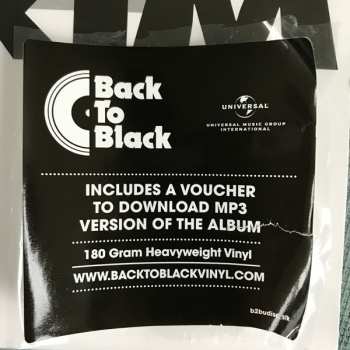 Back
To
Black
UNIVERSAL
UNIVERSAL MUSIC GROUP
INTERNATIONAL
INCLUDES A VOUCHER
TO DOWNLOAD MP3
VERSION OF THE ALBUM
180 Gram Heavyweight Vinyl
WWW.BACKTOBLACKVINYL.COM